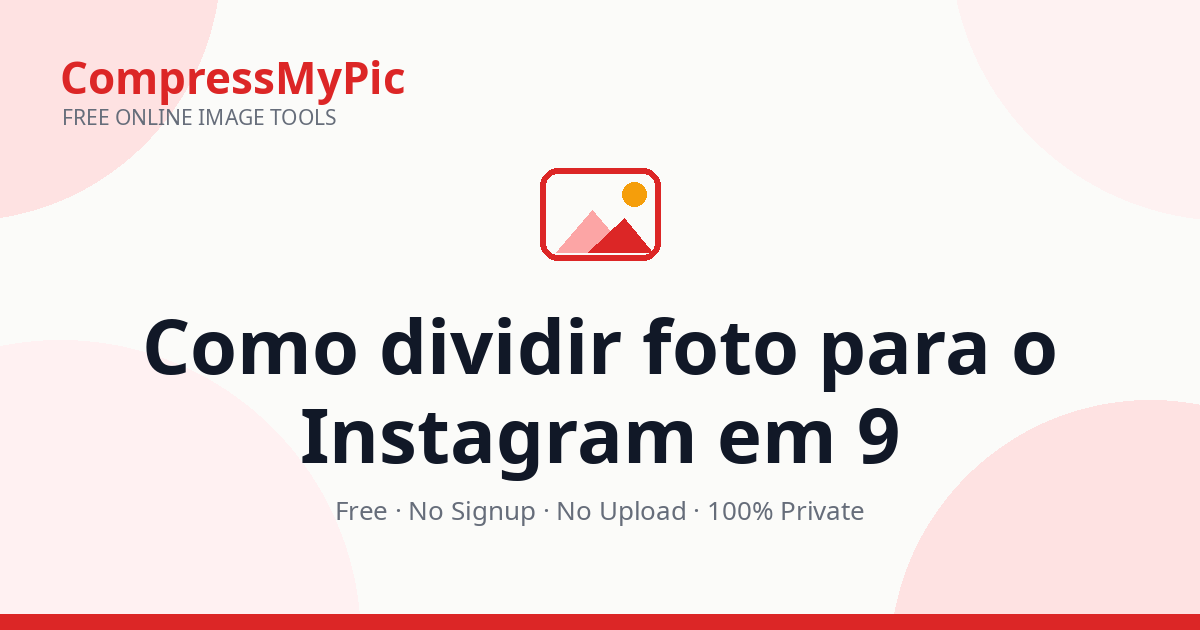 CompressMyPic
FREE ONLINE IMAGE TOOLS
Como dividir foto para o
Instagram em 9
Free · No Signup · No Upload · 100% Private